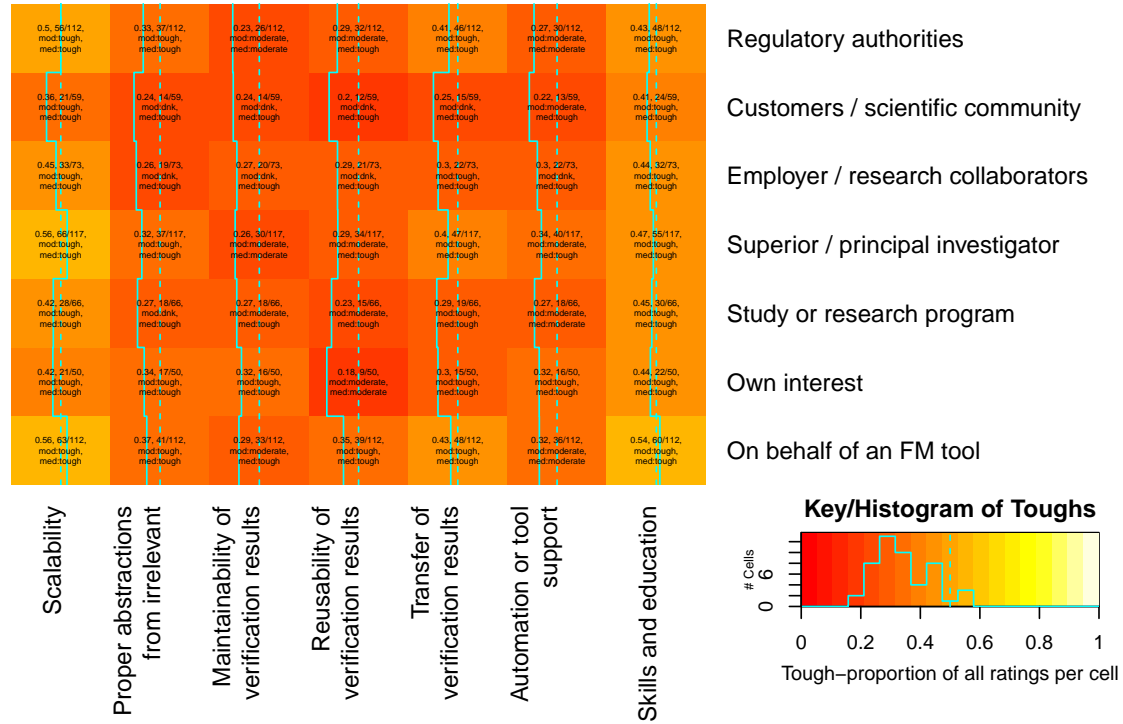 0.5, 56/112, 0.33, 37/112, 0.23, 26/112, 0.29, 32/112, 0.41, 46/112, 0.27, 30/112, 0.43, 48/112,
mod:tough, mod:tough, mod:moderate, mod:tough, mod:tough, mod:moderate, mod:tough,
med:tough med:tough med:moderate med:tough med:tough med:moderate med:tough
Regulatory authorities
0.36, 21/59, 0.24, 14/59, 0.24, 14/59, 0.2, 12/59, 0.25, 15/59, 0.22, 13/59, 0.41, 24/59,
mod:tough, mod:dnk, mod:dnk, mod:dnk, mod:dnk, mod:moderate, mod:tough,
med:tough med:tough med:tough med:tough med:tough med:tough med:tough
Customers / scientific community
0.45, 33/73, 0.26, 19/73, 0.27, 20/73, 0.29, 21/73, 0.3, 22/73, 0.3, 22/73, 0.44, 32/73,
mod:tough, mod:dnk, mod:dnk, mod:dnk, mod:tough, mod:dnk, mod:tough,
med:tough med:tough med:tough med:tough med:tough med:tough med:tough
Employer / research collaborators
0.56, 66/117, 0.32, 37/117, 0.26, 30/117, 0.29, 34/117, 0.4, 47/117, 0.34, 40/117, 0.47, 55/117,
mod:tough, mod:tough, mod:moderate, mod:moderate, mod:tough, mod:moderate, mod:tough,
med:tough med:tough med:moderate med:tough med:tough med:tough med:tough
Superior / principal investigator
0.42, 28/66, 0.27, 18/66, 0.27, 18/66, 0.23, 15/66, 0.29, 19/66, 0.27, 18/66, 0.45, 30/66,
mod:tough, mod:dnk, mod:tough, mod:moderate, mod:tough, mod:moderate, mod:tough,
med:tough med:tough med:tough med:tough med:tough med:tough med:tough
Study or research program
0.42, 21/50, 0.34, 17/50, 0.32, 16/50, 0.18, 9/50, 0.3, 15/50, 0.32, 16/50, 0.44, 22/50,
mod:tough, mod:tough, mod:tough, mod:moderate, mod:tough, mod:tough, mod:tough,
med:tough med:tough med:tough med:moderate med:tough med:tough med:tough
Own interest
0.56, 63/112, 0.37, 41/112, 0.29, 33/112, 0.35, 39/112, 0.43, 48/112, 0.32, 36/112, 0.54, 60/112,
mod:tough, mod:tough, mod:moderate, mod:tough, mod:tough, mod:moderate, mod:tough,
med:tough med:tough med:tough med:tough med:tough med:moderate med:tough
On behalf of an FM tool
Scalability
Proper abstractions
from irrelevant
Maintainability of
verification results
Reusability of
verification results
Transfer of
verification results
Automation or tool
support
Skills and education
Key/Histogram of Toughs
# Cells
0 6
0 0.2 0.4 0.6 0.8 1
Tough−proportion of all ratings per cell